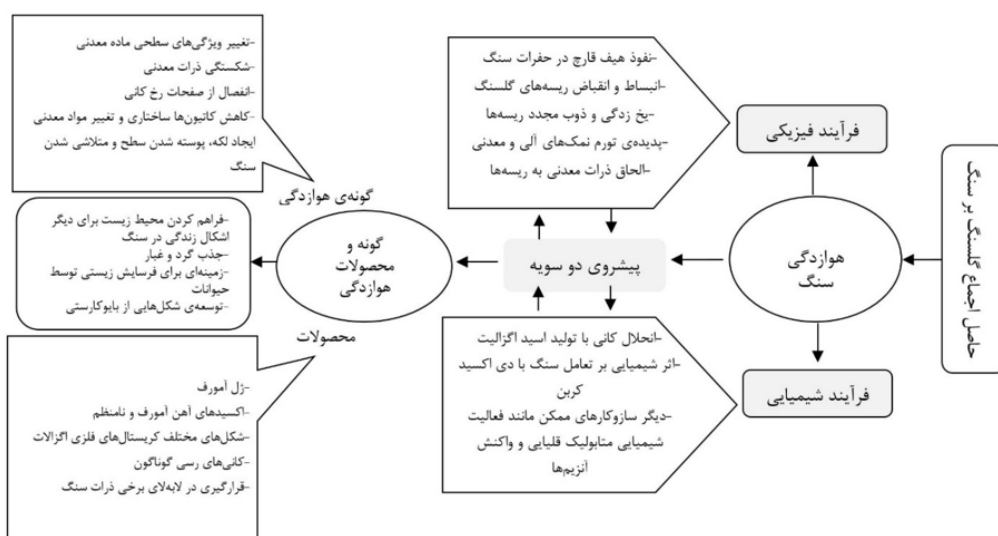 حاصل اجماع گلسنگ بر سنگ
هوازدگی
سنگ
فرآیند فیزیکی
-نفوذ هیف قارچ در حفرات سنگ
-انبساط و انقباض ریسه‌های گلسنگ
-یخ زدگی و ذوب مجدد ریسه‌ها
-پدیده‌ی تورم نمک‌های آلی و معدنی
-الحاق ذرات معدنی به ریسه‌ها
فرآیند شیمیایی
-انحلال کانی با تولید اسید اگزالیت
-اثر شیمیایی بر تعامل سنگ با دی اکسید
کربن
-دیگر سازوکارهای ممکن مانند فعالیت
شیمیایی متابولیک قلیایی و واکنش
آنزیم‌ها
پیشروی دو سویه
گونه و
محصولات
هوازدگی
گونه‌ی هوازدگی
-تغییر ویژگی‌های سطحی ماده معدنی
-شکستگی ذرات معدنی
-انفصال از صفحات رخ کانی
-کاهش کاتیون‌ها ساختاری و تغییر مواد معدنی
ایجاد لکه، پوسته شدن سطح و متلاشی شدن
سنگ
-فراهم کردن محیط زیست برای دیگر
اشکال زندگی در سنگ
-جذب گرد و غبار
-زمینه‌ای برای فرسایش زیستی توسط
حیوانات
-توسعه‌ی شکل‌هایی از بایوکارستی
محصولات
-ژل آمورف
-اکسیدهای آهن آمورف و نامنظم
-شکل‌های مختلف کریستال‌های فلزی اگزالات
-کانی‌های رسی گوناگون
-قرارگیری در لابه‌لای برخی ذرات سنگ